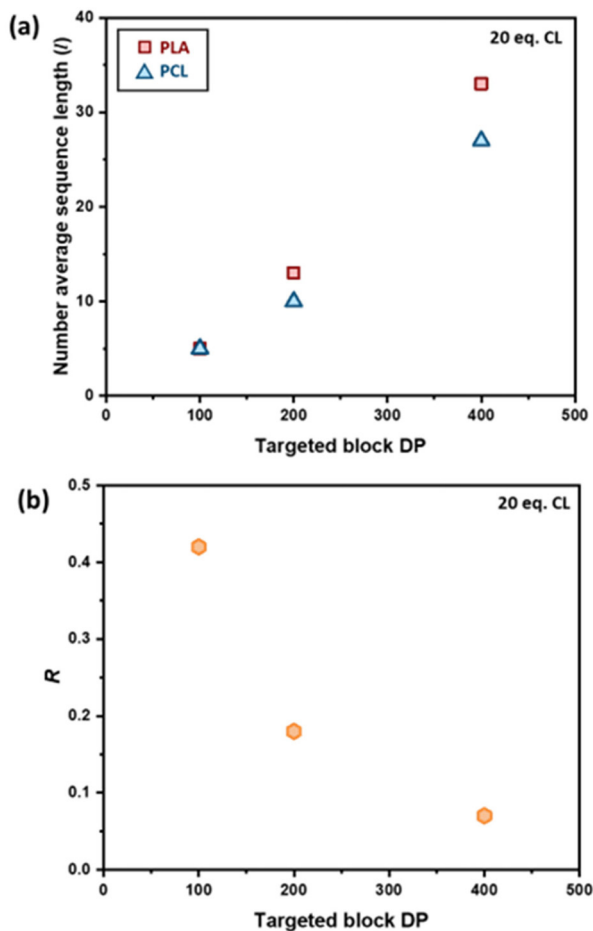 (a)
20 eq. CL
PLA
PCL
Number average sequence length (l)
40
30
20
10
0
0 100 200 300 400 500
Targeted block DP
(b)
20 eq. CL
R
0.5
0.4
0.3
0.2
0.1
0.0
0 100 200 300 400 500
Targeted block DP